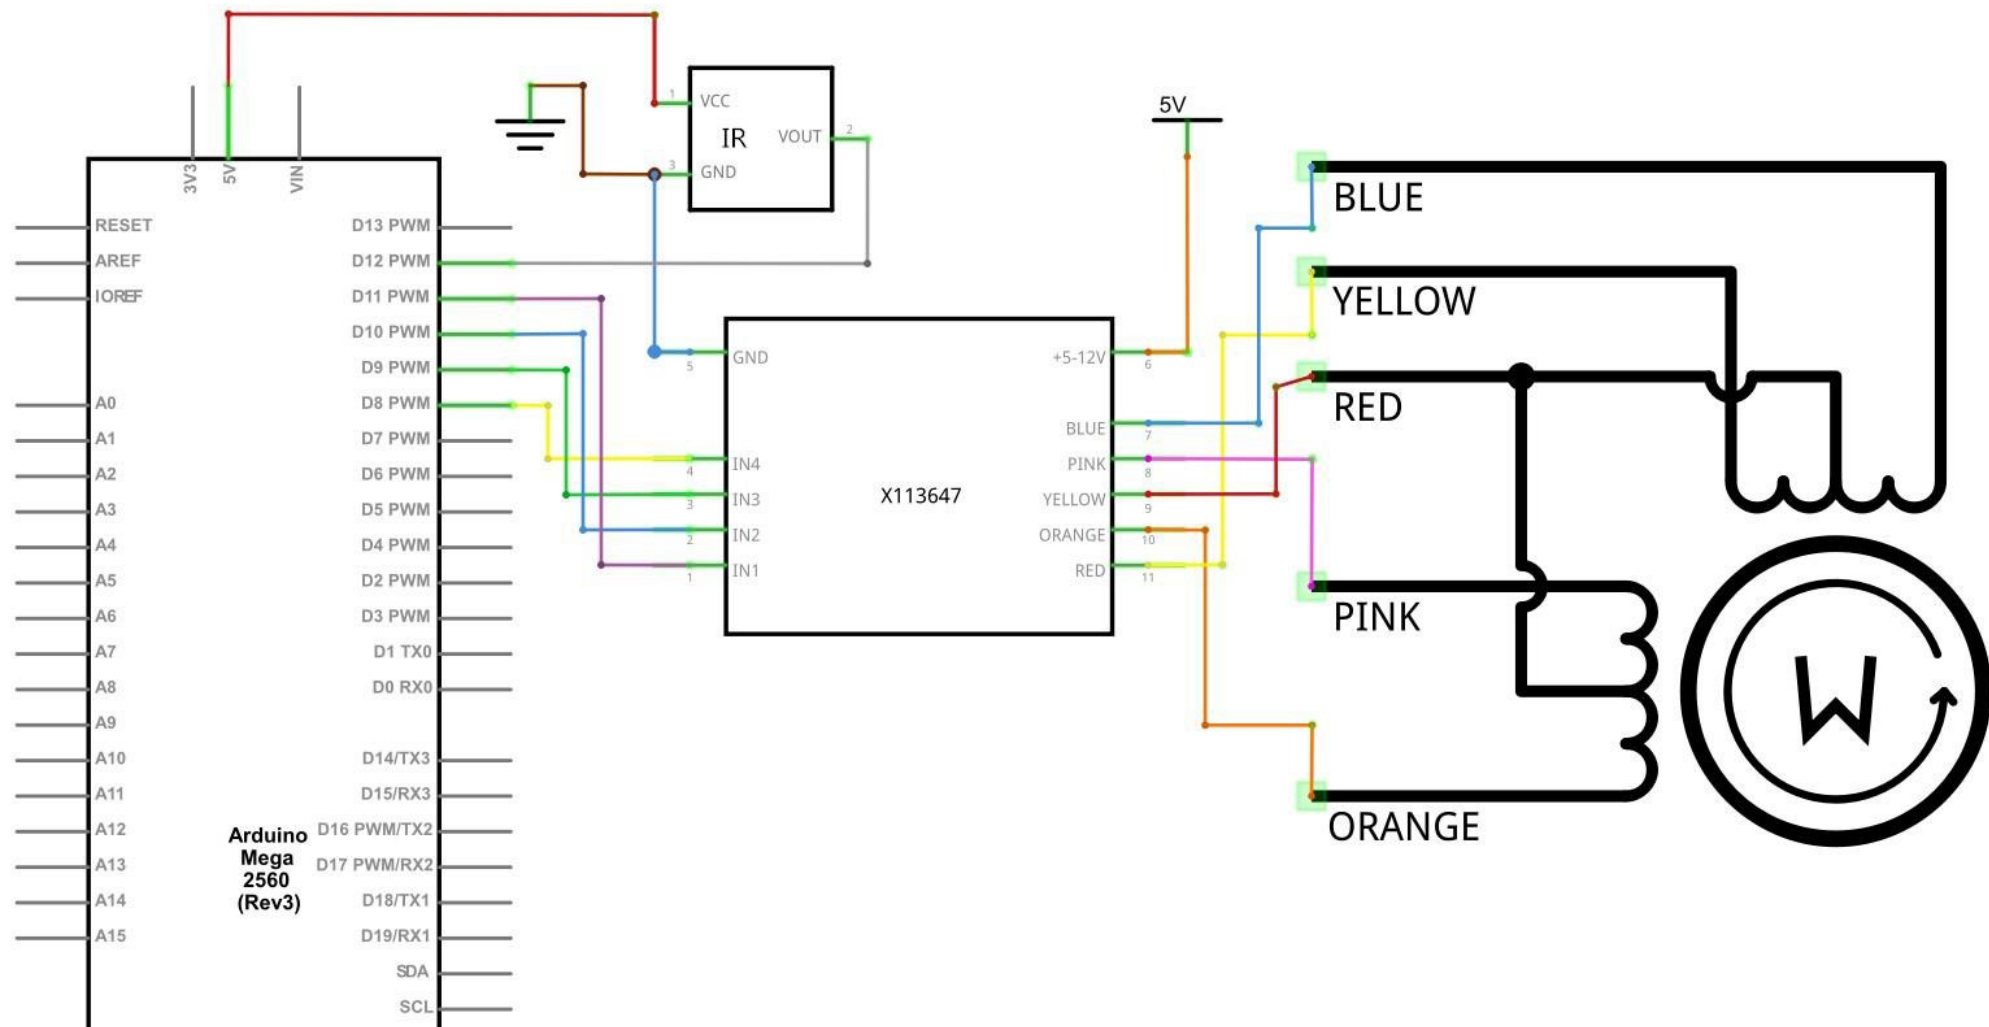 3V3
5V
VIN
RESET
AREF
IOREF
A0
A1
A2
A3
A4
A5
A6
A7
A8
A9
A10
A11
A12
A13
A14
A15
Arduino
Mega
2560
(Rev3)
D13 PWM
D12 PWM
D11 PWM
D10 PWM
D9 PWM
D8 PWM
D7 PWM
D6 PWM
D5 PWM
D4 PWM
D2 PWM
D3 PWM
D1 TX0
D0 RX0
D14/TX3
D15/RX3
D16 PWM/TX2
D17 PWM/RX2
D18/TX1
D19/RX1
SDA
SCL
1 VCC
IR
VOUT 2
3 GND
5 GND
4 IN4
3 IN3
2 IN2
1 IN1
X113647
+5-12V 6
BLUE 7
PINK 8
YELLOW 9
ORANGE 10
RED 11
5V
BLUE
YELLOW
RED
PINK
ORANGE
M